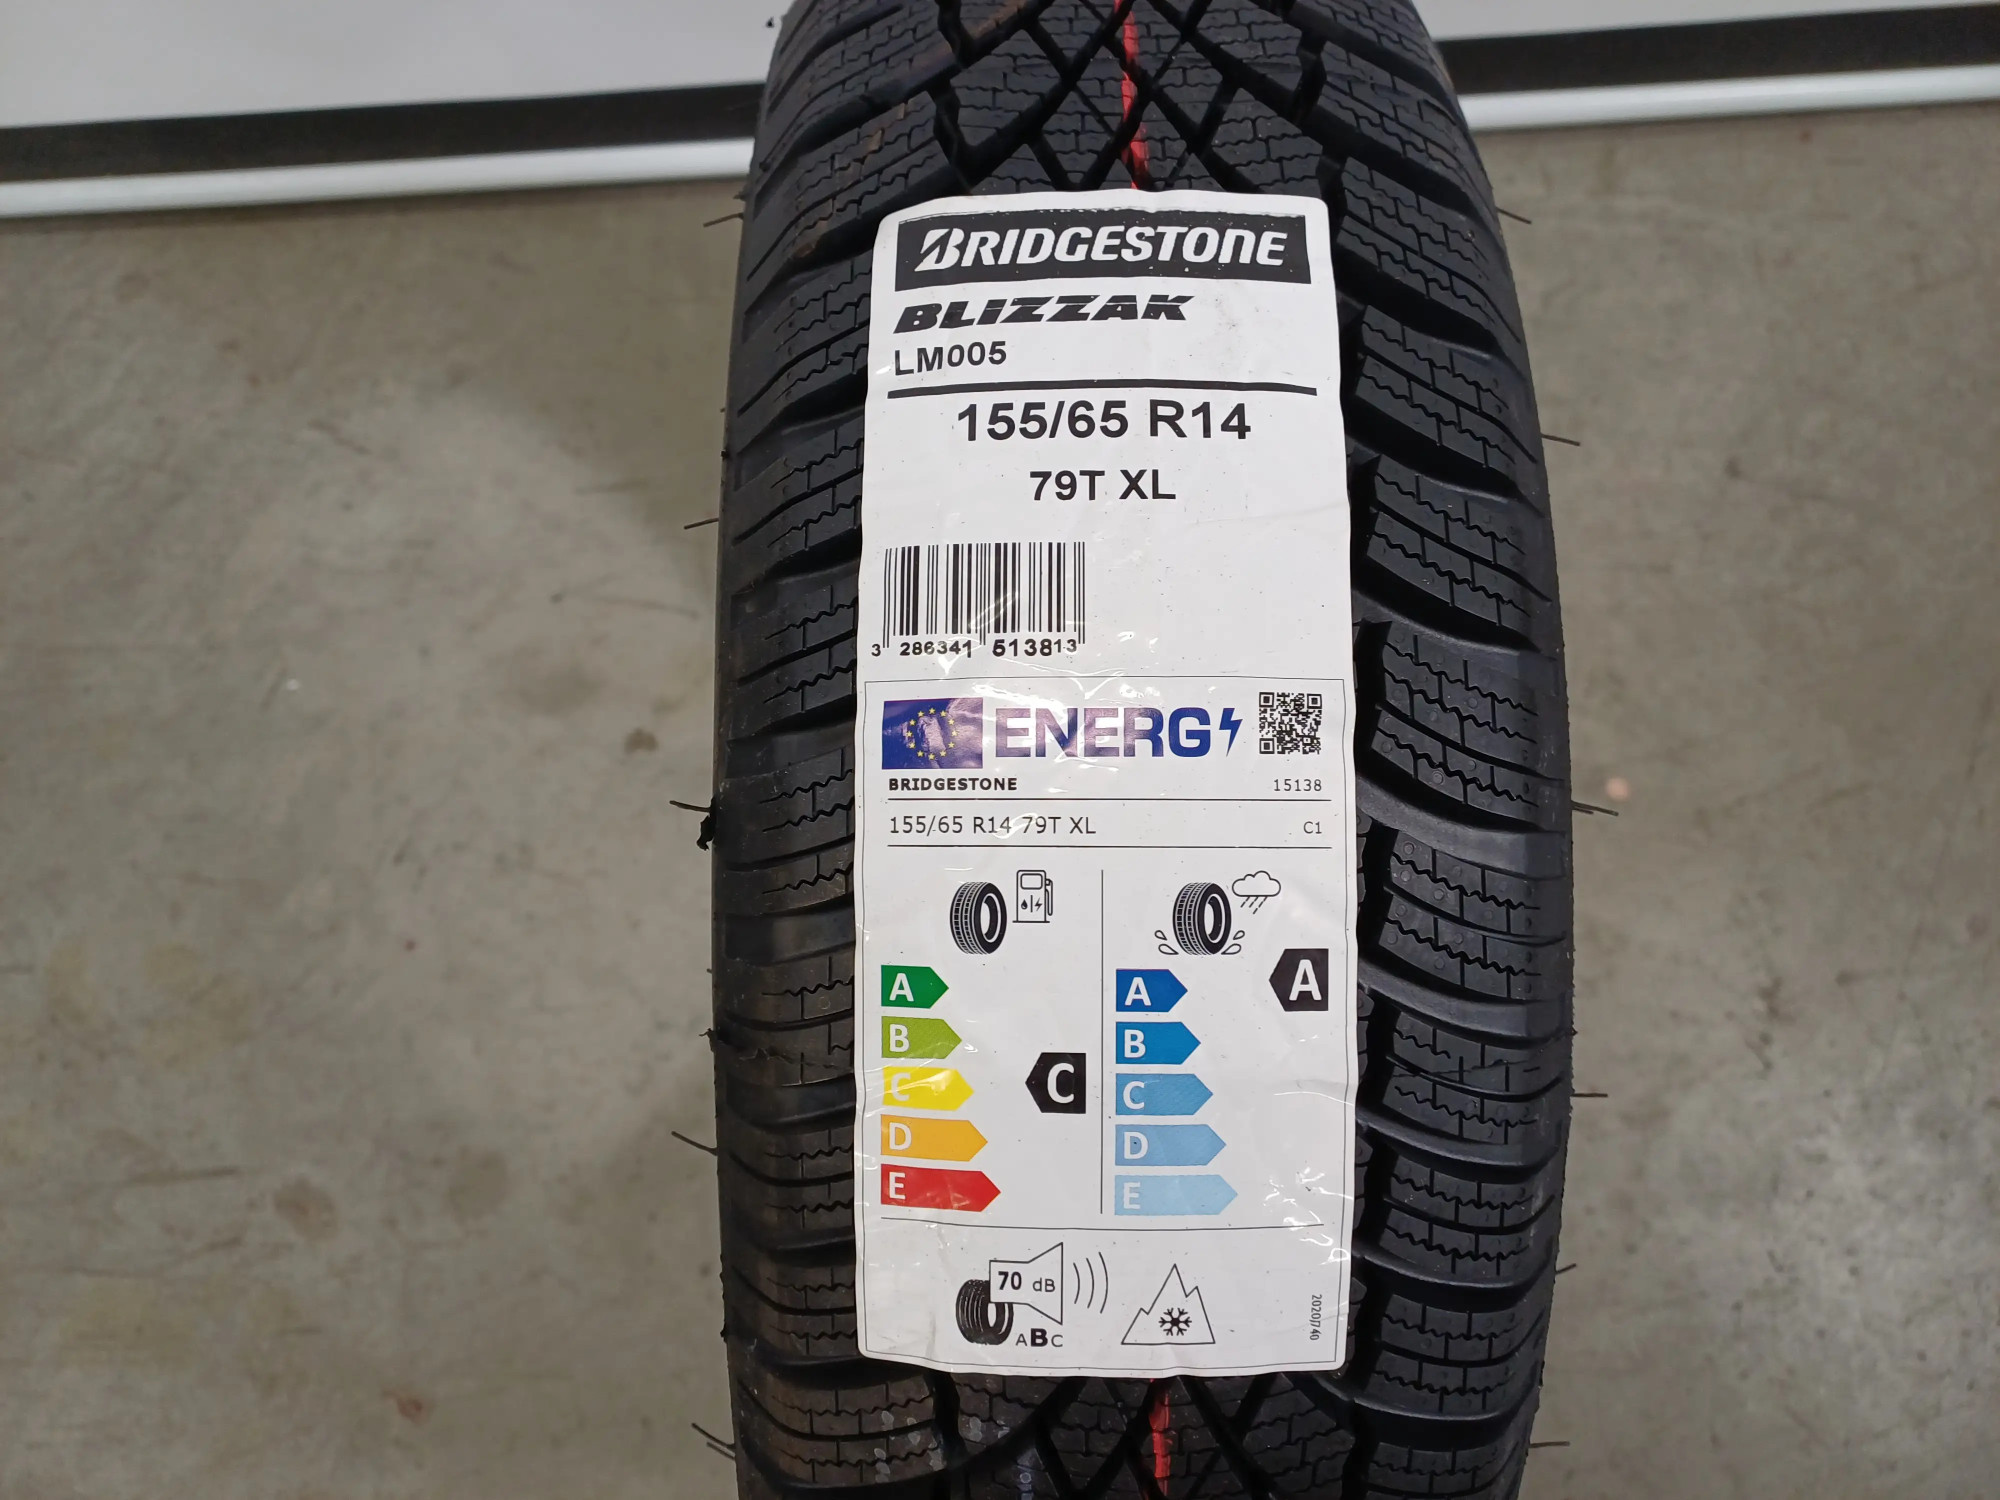 BRIDGESTONE
BLIZZAK
LM005
155/65 R14
79T XL
3 286341 513813
ENERG
BRIDGESTONE 15138
155/65 R14 79T XL C1
A A A
B B
C C C
D D
E E
70 dB
ABC
2020/740